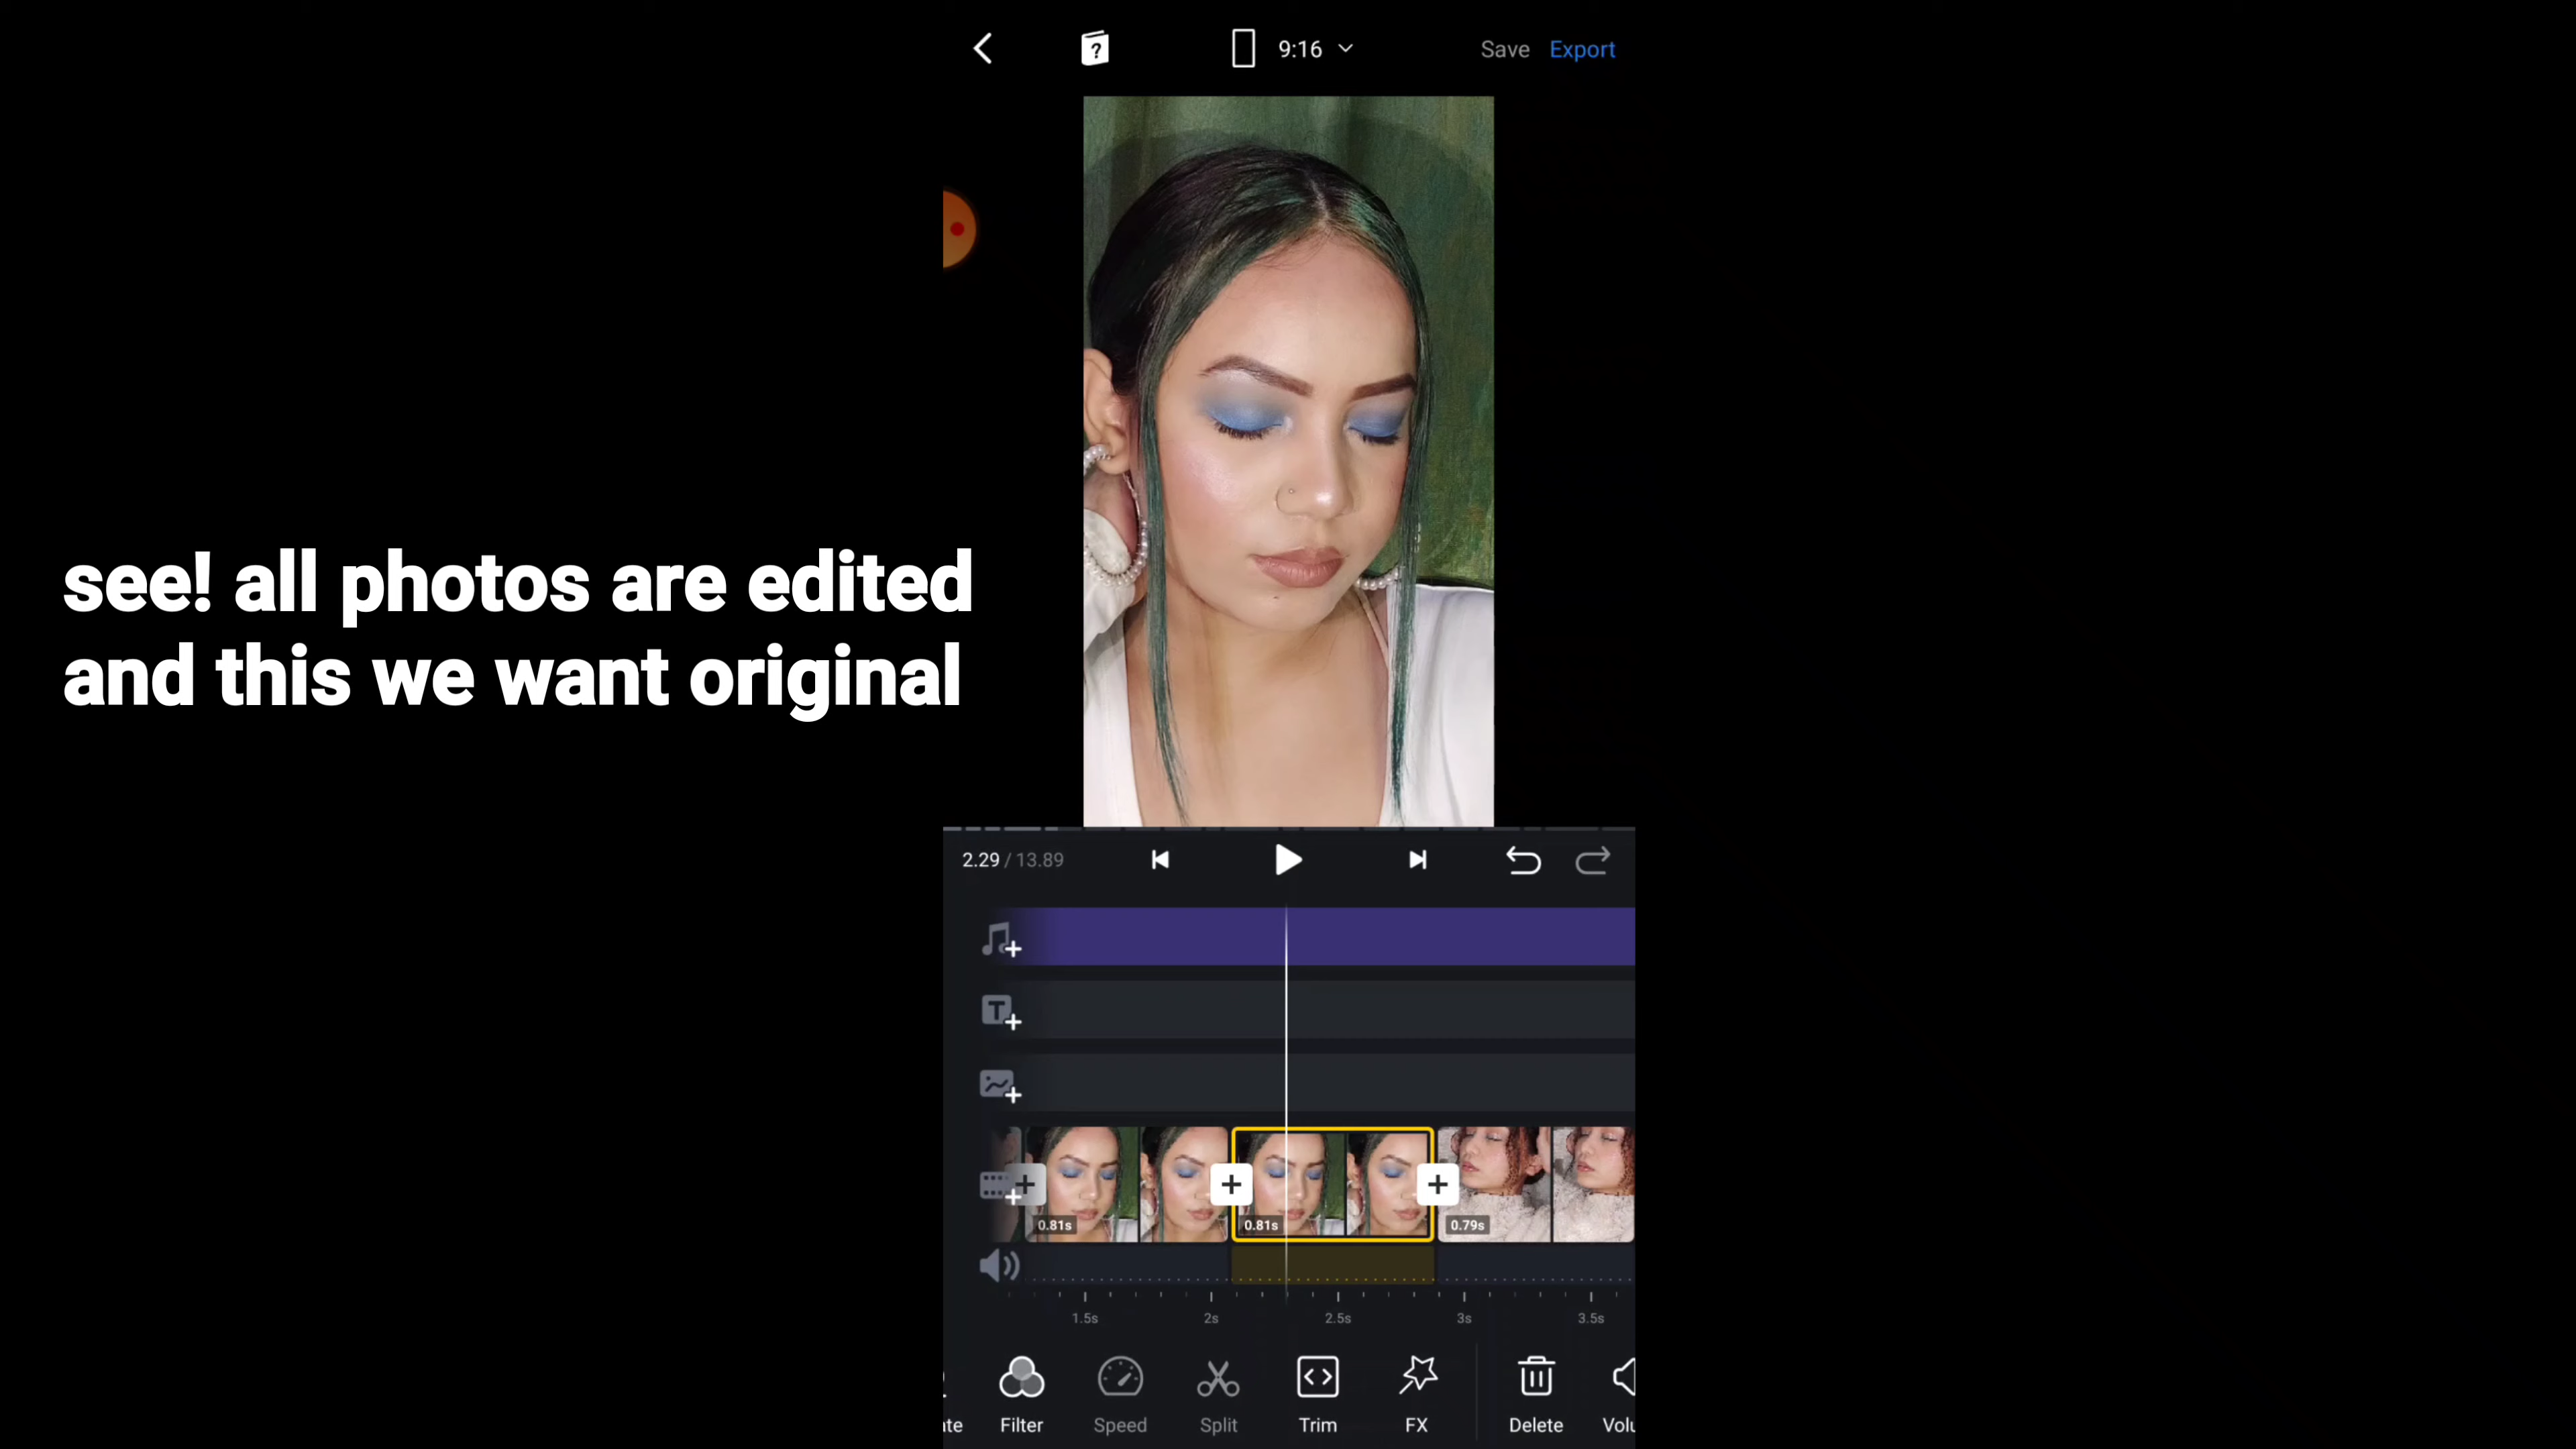 9:16
Save Export
see! all photos are edited
and this we want original
2.29 / 13.89
T
0.81s 0.81s 0.79s
1.5s 2s 2.5s 3s 3.5s
te Filter Speed Split Trim FX Delete Volu